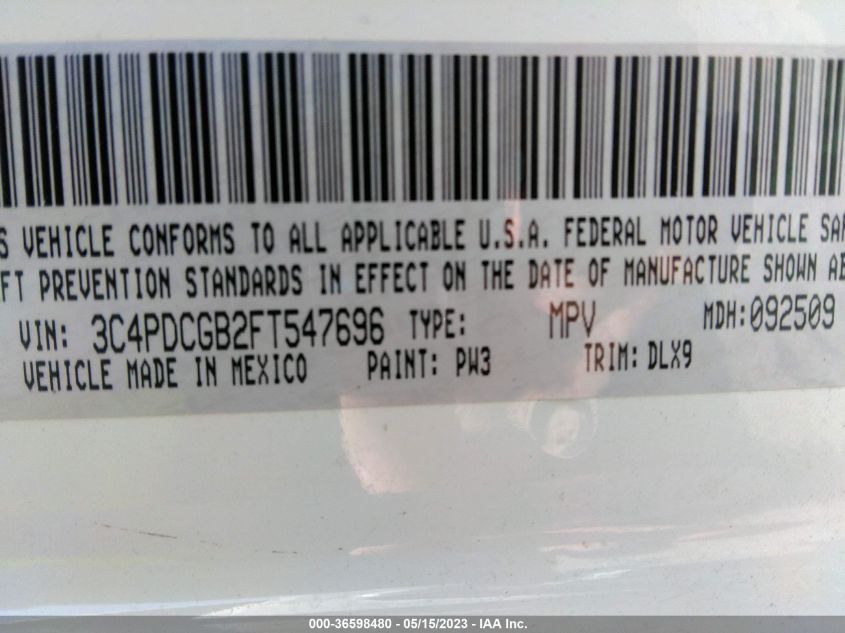 S VEHICLE CONFORMS TO ALL APPLICABLE U.S.A. FEDERAL MOTOR VEHICLE SAF
FT PREVENTION STANDARDS IN EFFECT ON THE DATE OF MANUFACTURE SHOWN AB
VIN: 3C4PDCGB2FT547696 TYPE: MPV MDH:092509
VEHICLE MADE IN MEXICO PAINT: PW3 TRIM: DLX9
000-36598480 - 05/15/2023 - IAA Inc.